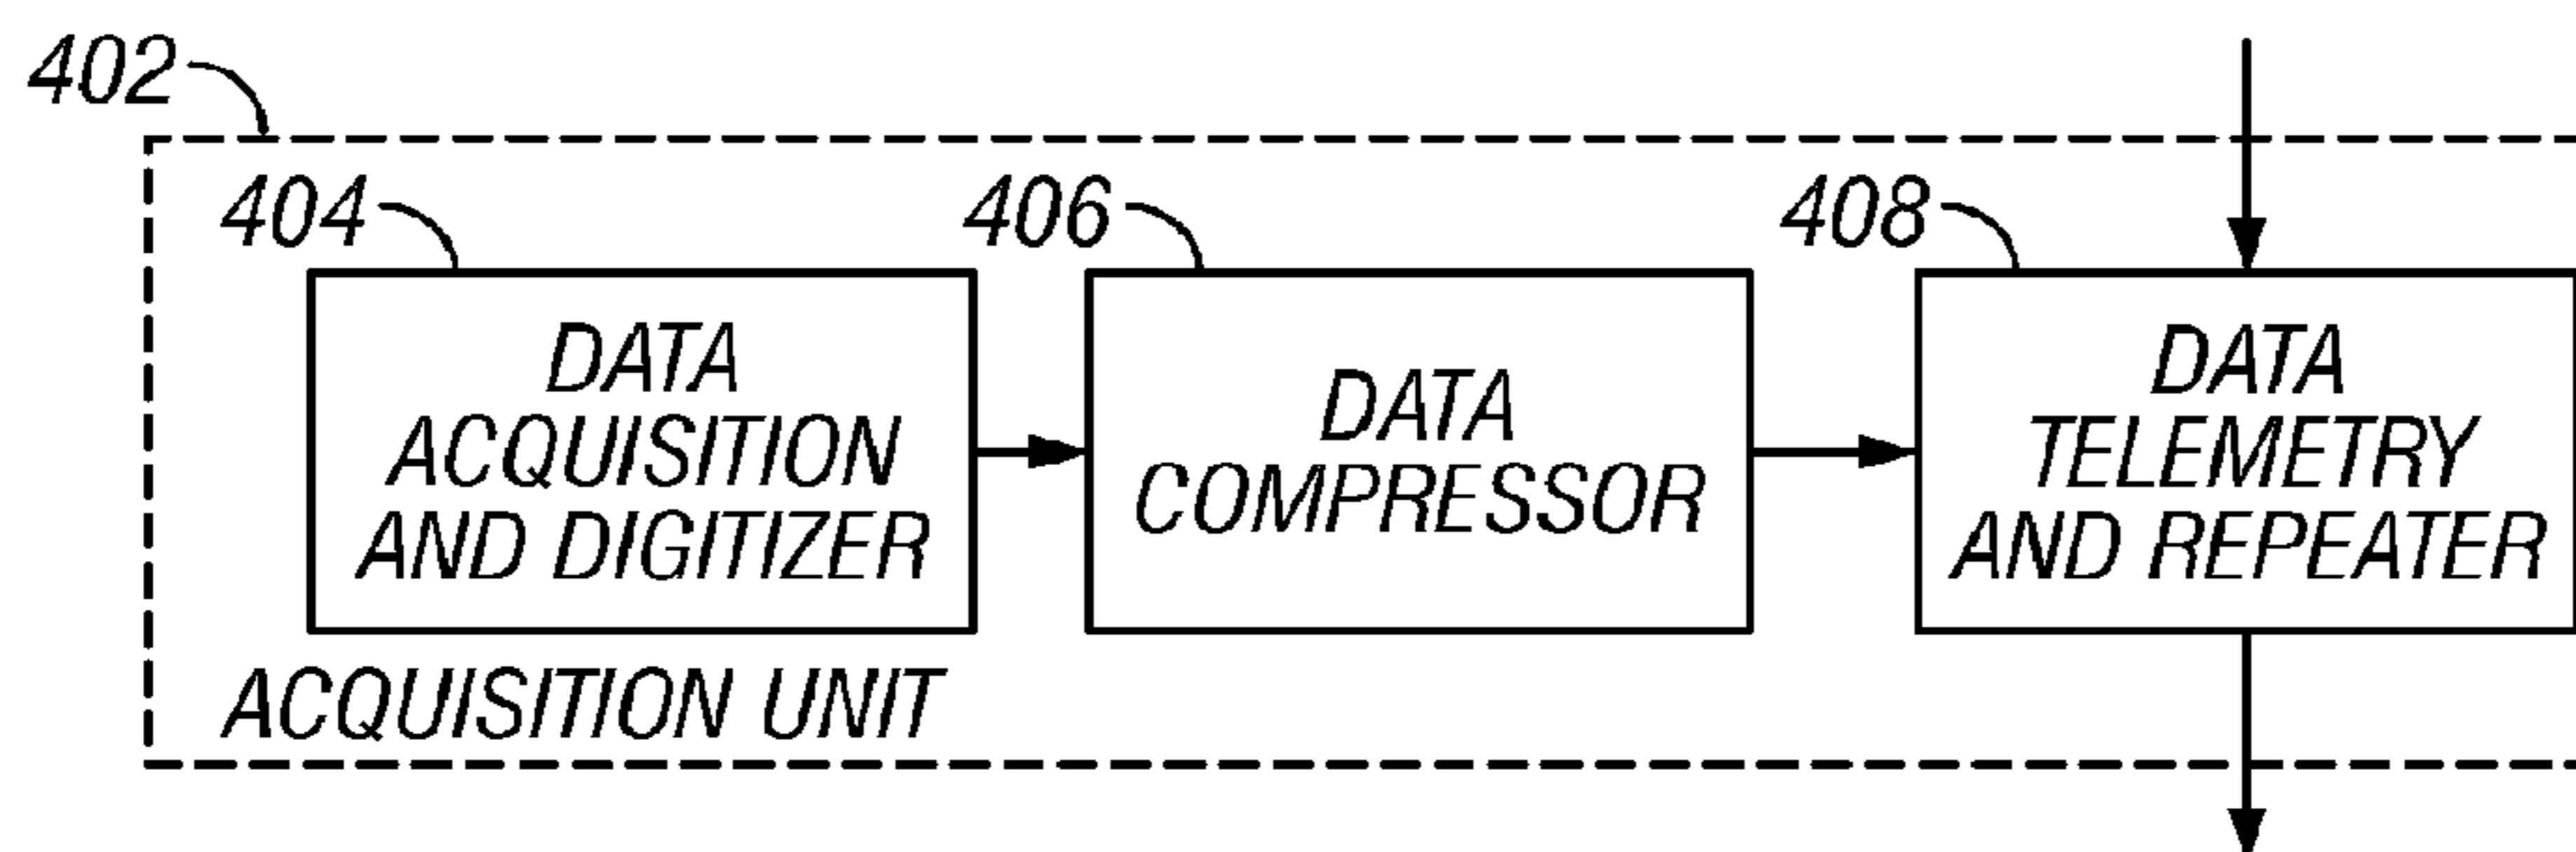 402
404
406
408
DATA
ACQUISITION
AND DIGITIZER
DATA
COMPRESSOR
DATA
TELEMETRY
AND REPEATER
ACQUISITION UNIT